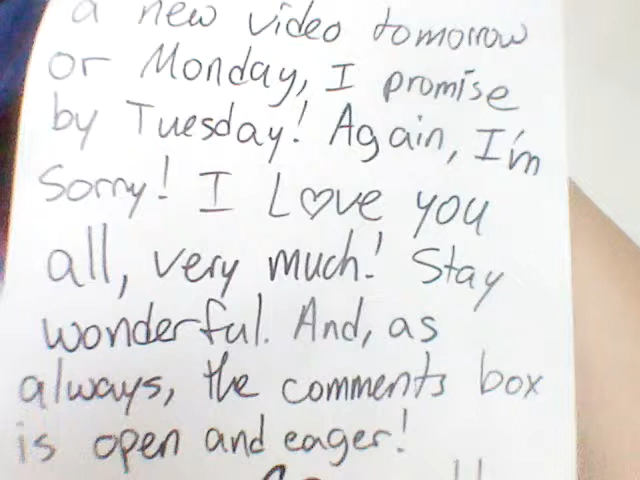 a new video tomorrow
or Monday, I promise
by Tuesday! Again, I'm
Sorry! I L♡ve you
all, very much! Stay
wonderful. And, as
always, the comments box
is open and eager!